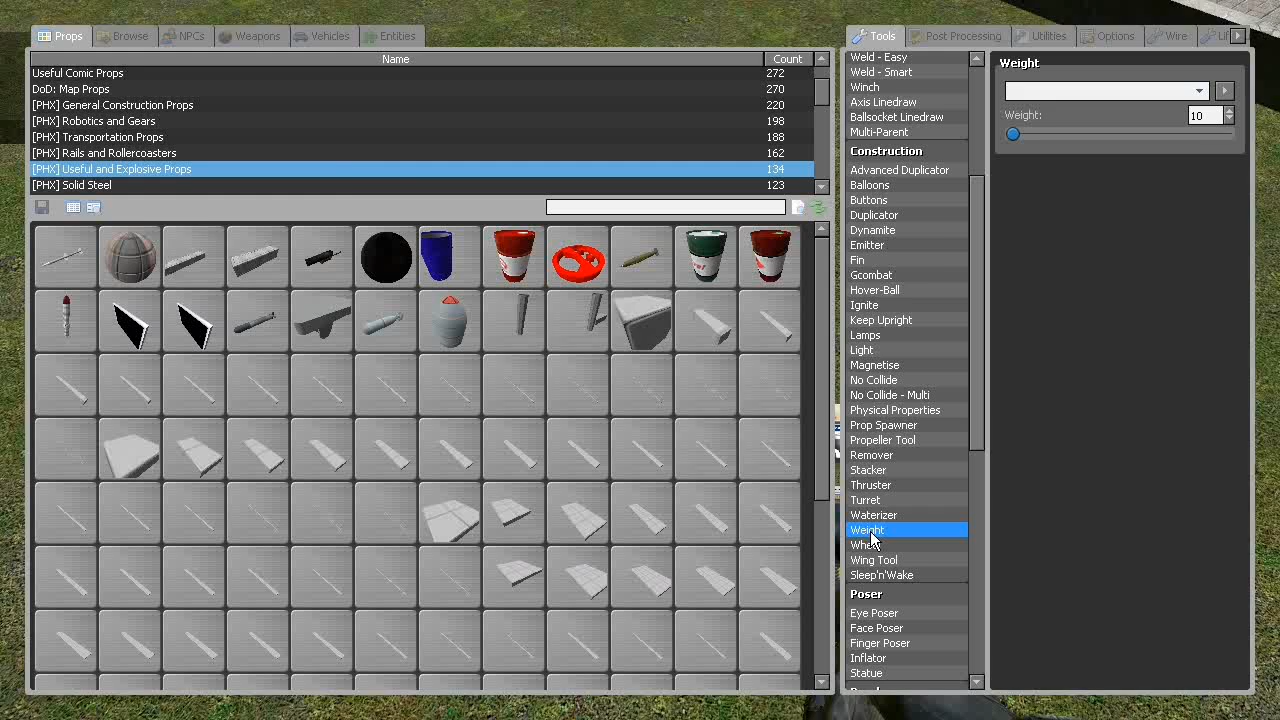 Props Browse NPCs Weapons Vehicles Entities
Name Count
Useful Comic Props 272
DoD: Map Props 270
[PHX] General Construction Props 220
[PHX] Robotics and Gears 198
[PHX] Transportation Props 188
[PHX] Rails and Rollercoasters 162
[PHX] Useful and Explosive Props 134
[PHX] Solid Steel 123
Tools Post Processing Utilities Options Wire
Weld - Easy
Weld - Smart
Winch
Axis Linedraw
Ballsocket Linedraw
Multi-Parent
Construction
Advanced Duplicator
Balloons
Buttons
Duplicator
Dynamite
Emitter
Fin
Gcombat
Hover-Ball
Ignite
Keep Upright
Lamps
Light
Magnetise
No Collide
No Collide - Multi
Physical Properties
Prop Spawner
Propeller Tool
Remover
Stacker
Thruster
Turret
Waterizer
Weight
Wheel
Wing Tool
Sleep'n'Wake
Poser
Eye Poser
Face Poser
Finger Poser
Inflator
Statue
Weight
Weight: 10